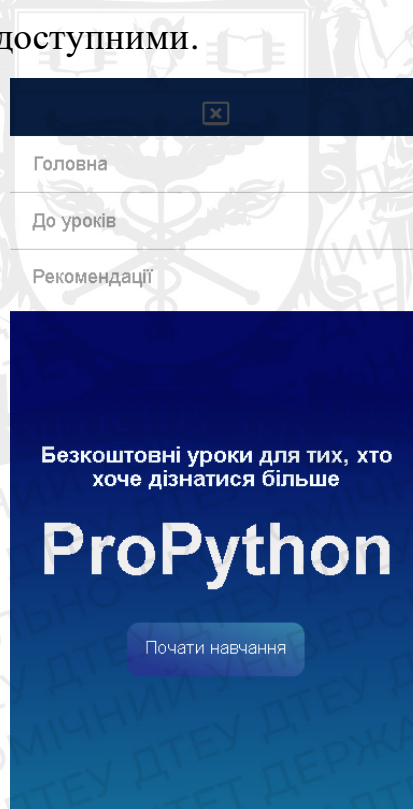 доступними.
Головна
До уроків
Рекомендації
Безкоштовні уроки для тих, хто
хоче дізнатися більше
ProPython
Почати навчання